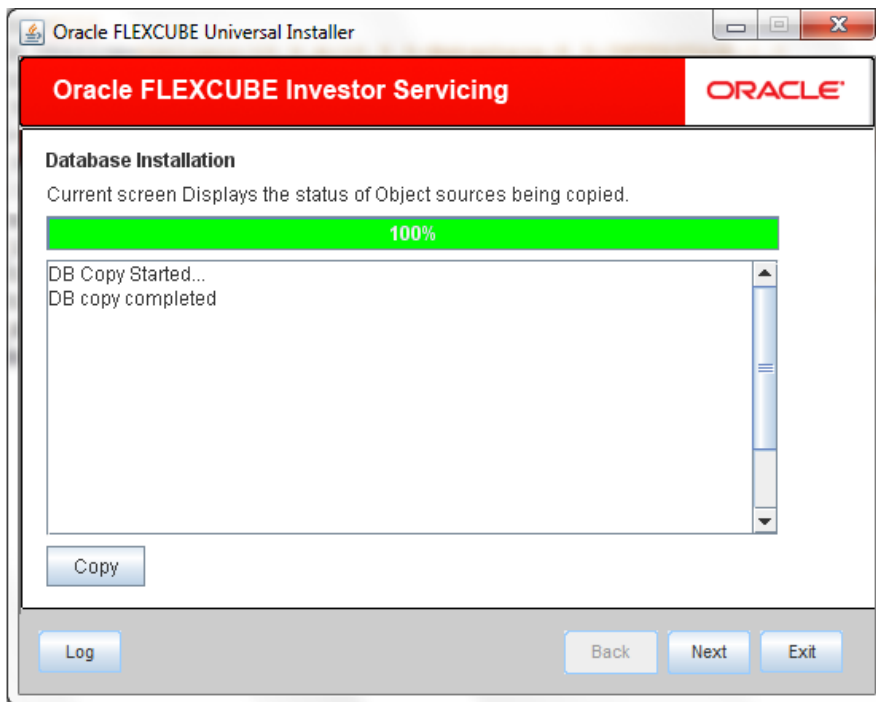 Oracle FLEXCUBE Universal Installer
Oracle FLEXCUBE Investor Servicing
ORACLE
Database Installation
Current screen Displays the status of Object sources being copied.
100%
DB Copy Started...
DB copy completed
Copy
Log
Back
Next
Exit